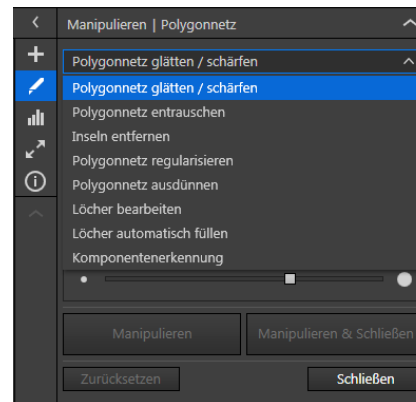 Manipulieren | Polygonnetz
Polygonnetz glätten / schärfen
Polygonnetz glätten / schärfen
Polygonnetz entrauschen
Inseln entfernen
Polygonnetz regularisieren
Polygonnetz ausdünnen
Löcher bearbeiten
Löcher automatisch füllen
Komponentenerkennung
Manipulieren
Manipulieren & Schließen
Zurücksetzen
Schließen